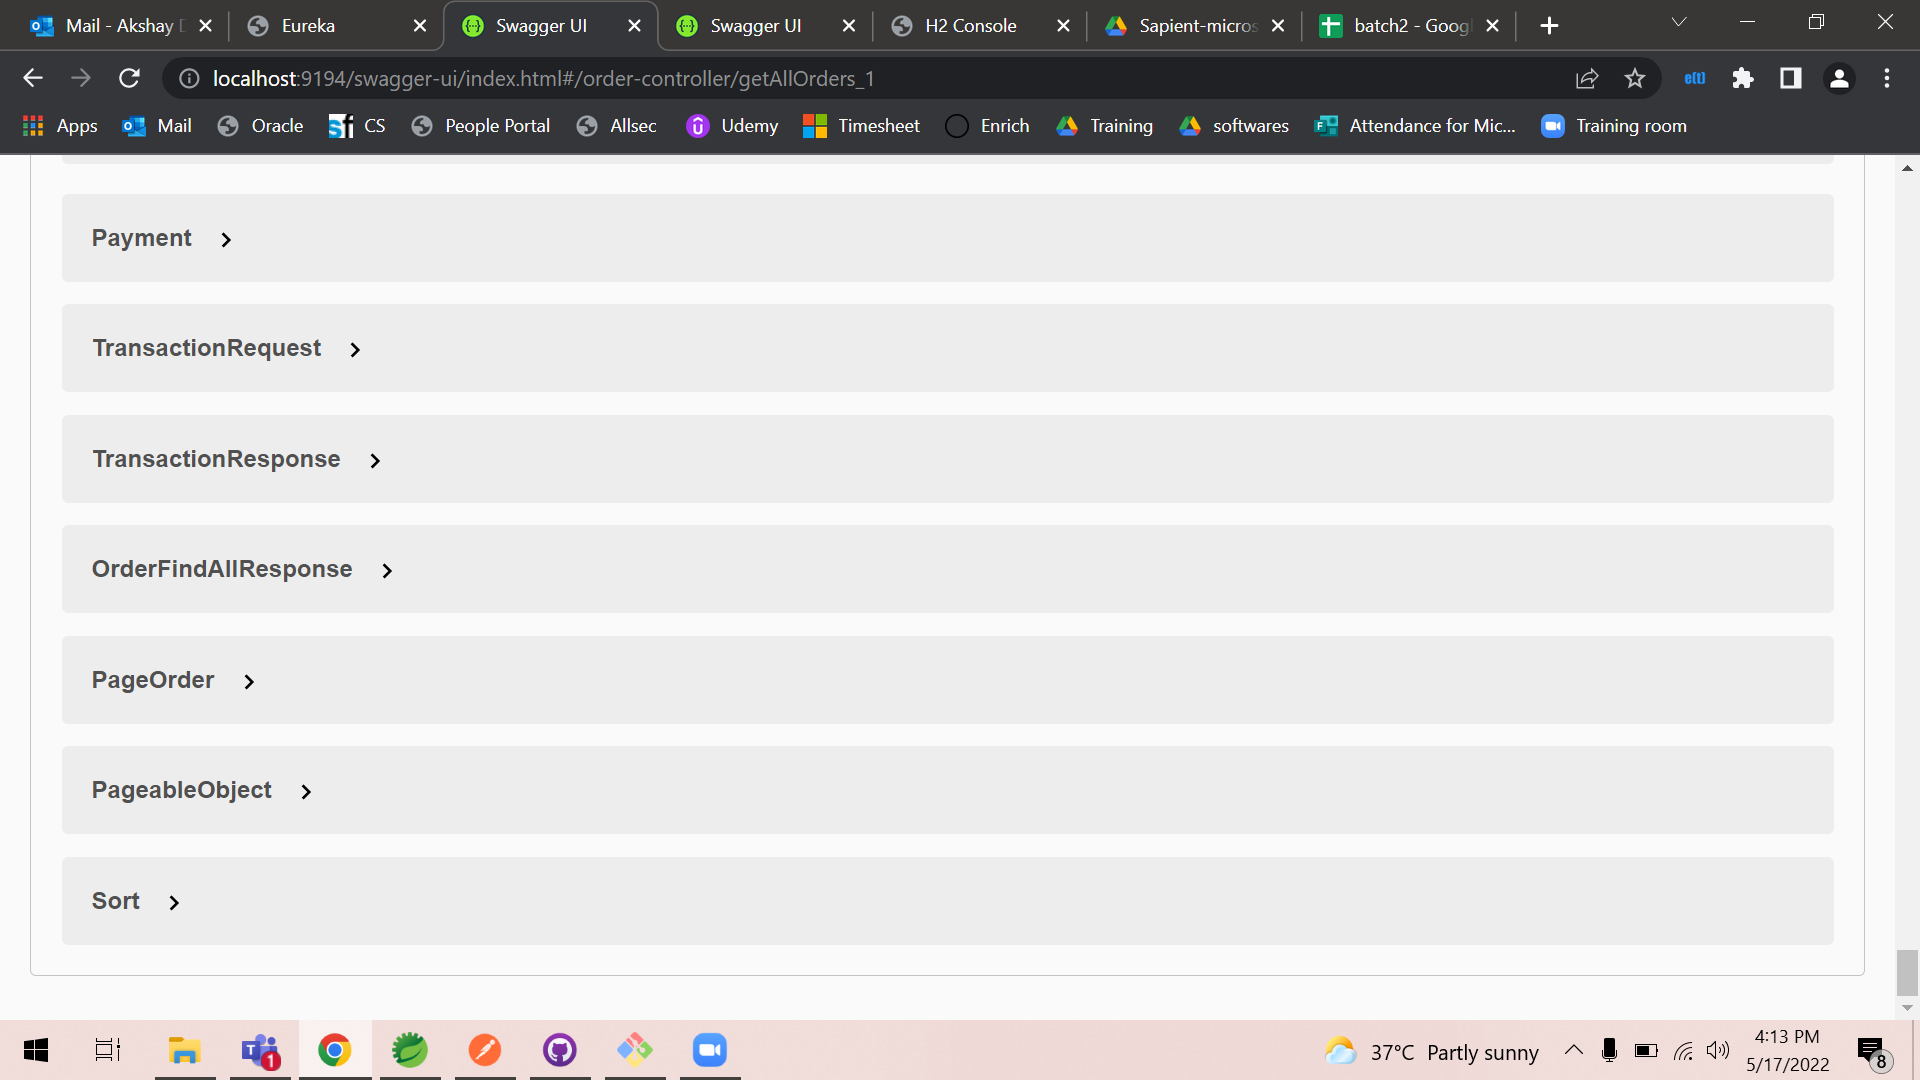 Mail - Akshay D
Eureka
Swagger UI
Swagger UI
H2 Console
Sapient-micros
batch2 - Goog
localhost:9194/swagger-ui/index.html#/order-controller/getAllOrders_1
e(t)
Apps
Mail
Oracle
CS
People Portal
Allsec
Udemy
Timesheet
Enrich
Training
softwares
Attendance for Mic...
Training room
Payment
TransactionRequest
TransactionResponse
OrderFindAllResponse
PageOrder
PageableObject
Sort
1
37°C Partly sunny
4:13 PM
5/17/2022
8